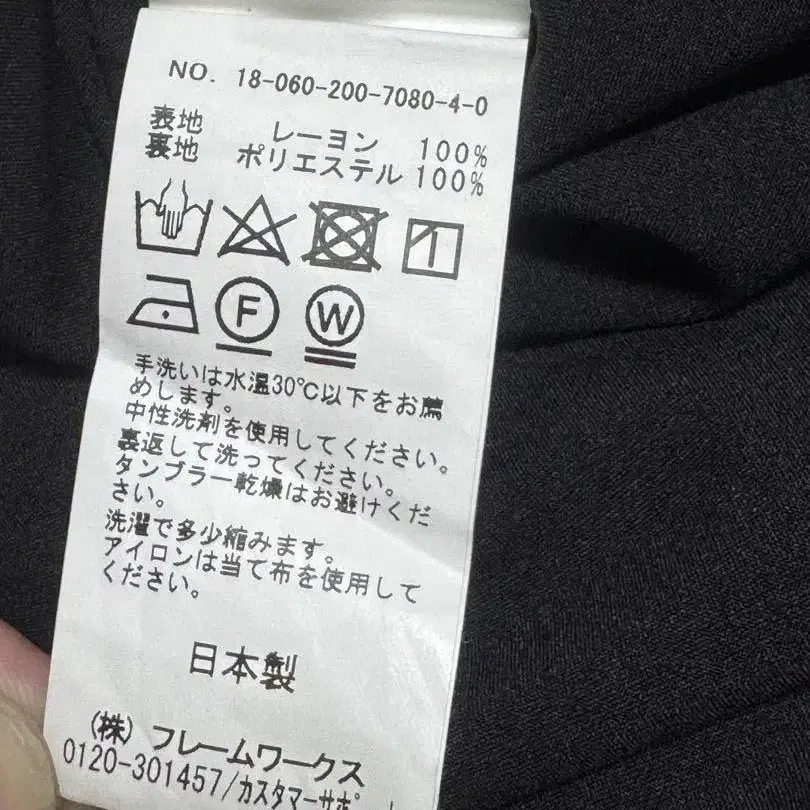 NO. 18-060-200-7080-4-0
表地 レーヨン 100%
裏地 ポリエステル 100%
F W
手洗いは水温30℃以下をお薦
めします。
中性洗剤を使用してください。
裏返して洗ってください。
タンブラー乾燥はお避けくだ
さい。
洗濯で多少縮みます。
アイロンは当て布を使用して
ください。
日本製
(株)フレームワークス
0120-301457/カスタマーサポ